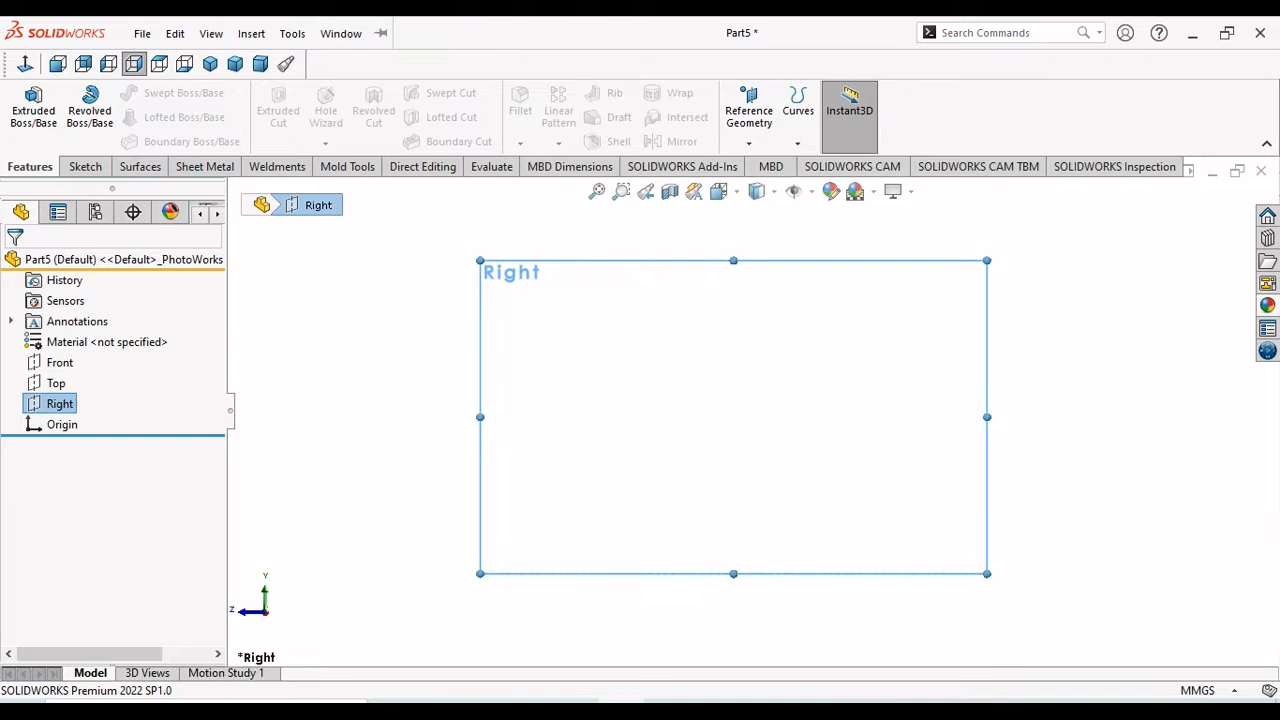 SOLIDWORKS File Edit View Insert Tools Window Part5 * Search Commands
Extruded Boss/Base
Revolved Boss/Base
Swept Boss/Base
Lofted Boss/Base
Boundary Boss/Base
Extruded Cut
Hole Wizard
Revolved Cut
Swept Cut
Lofted Cut
Boundary Cut
Fillet
Linear Pattern
Rib
Draft
Shell
Wrap
Intersect
Mirror
Reference Geometry
Curves
Instant3D
Features Sketch Surfaces Sheet Metal Weldments Mold Tools Direct Editing Evaluate MBD Dimensions SOLIDWORKS Add-Ins MBD SOLIDWORKS CAM SOLIDWORKS CAM TBM SOLIDWORKS Inspection
Right
Part5 (Default) <<Default>_PhotoWorks
History
Sensors
Annotations
Material <not specified>
Front
Top
Right
Origin
Right
Y
Z
*Right
Model 3D Views Motion Study 1
SOLIDWORKS Premium 2022 SP1.0 MMGS